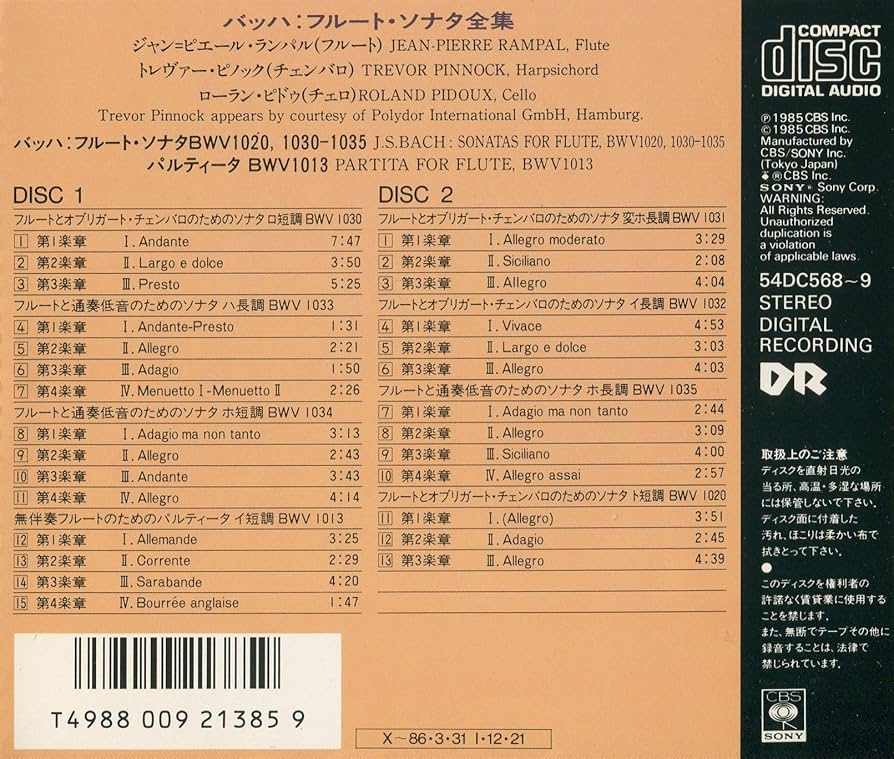 バッハ:フルート・ソナタ全集
ジャン=ピエール・ランパル(フルート) JEAN-PIERRE RAMPAL, Flute
トレヴァー・ピノック(チェンバロ) TREVOR PINNOCK, Harpsichord
ローラン・ピドゥ(チェロ) ROLAND PIDOUX, Cello
Trevor Pinnock appears by courtesy of Polydor International GmbH, Hamburg.
バッハ:フルート・ソナタBWV1020, 1030-1035 J.S.BACH: SONATAS FOR FLUTE, BWV1020, 1030-1035
パルティータ BWV1013 PARTITA FOR FLUTE, BWV1013
DISC 1
フルートとオブリガート・チェンバロのためのソナタ ロ短調 BWV 1030
1 第1楽章 I. Andante 7:47
2 第2楽章 II. Largo e dolce 3:50
3 第3楽章 III. Presto 5:25
フルートと通奏低音のためのソナタ ハ長調 BWV 1033
4 第1楽章 I. Andante-Presto 1:31
5 第2楽章 II. Allegro 2:21
6 第3楽章 III. Adagio 1:50
7 第4楽章 IV. Menuetto I - Menuetto II 2:26
フルートと通奏低音のためのソナタ ホ短調 BWV 1034
8 第1楽章 I. Adagio ma non tanto 3:13
9 第2楽章 II. Allegro 2:43
10 第3楽章 III. Andante 3:43
11 第4楽章 IV. Allegro 4:14
無伴奏フルートのためのパルティータ イ短調 BWV 1013
12 第1楽章 I. Allemande 3:25
13 第2楽章 II. Corrente 2:29
14 第3楽章 III. Sarabande 4:20
15 第4楽章 IV. Bourrée anglaise 1:47
DISC 2
フルートとオブリガート・チェンバロのためのソナタ 変ホ長調 BWV 1031
1 第1楽章 I. Allegro moderato 3:29
2 第2楽章 II. Siciliano 2:08
3 第3楽章 III. Allegro 4:04
フルートとオブリガート・チェンバロのためのソナタ イ長調 BWV 1032
4 第1楽章 I. Vivace 4:53
5 第2楽章 II. Largo e dolce 3:03
6 第3楽章 III. Allegro 4:03
フルートと通奏低音のためのソナタ ホ長調 BWV 1035
7 第1楽章 I. Adagio ma non tanto 2:44
8 第2楽章 II. Allegro 3:09
9 第3楽章 III. Siciliano 4:00
10 第4楽章 IV. Allegro assai 2:57
フルートとオブリガート・チェンバロのためのソナタ ト短調 BWV 1020
11 第1楽章 I. (Allegro) 3:51
12 第2楽章 II. Adagio 2:45
13 第3楽章 III. Allegro 4:39
T4988 009 21385 9
X~86・3・31 I・12・21
COMPACT
disc
DIGITAL AUDIO
Ⓟ 1985 CBS Inc.
© 1985 CBS Inc.
Manufactured by
CBS/SONY Inc.
(Tokyo Japan)
® CBS Inc.
SONY® Sony Corp.
WARNING:
All Rights Reserved.
Unauthorized
duplication is
a violation
of applicable laws.
54DC568~9
STEREO
DIGITAL
RECORDING
DR
取扱上のご注意
ディスクを直射日光の
当る所、高温・多湿な場所
には保管しないで下さい。
ディスク面に付着した
汚れ、ほこりは柔かい布で
拭きとって下さい。
このディスクを権利者の
許諾なく賃貸業に使用する
ことを禁じます。
また、無断でテープその他に
録音することは、法律で
禁じられています。
CBS
SONY